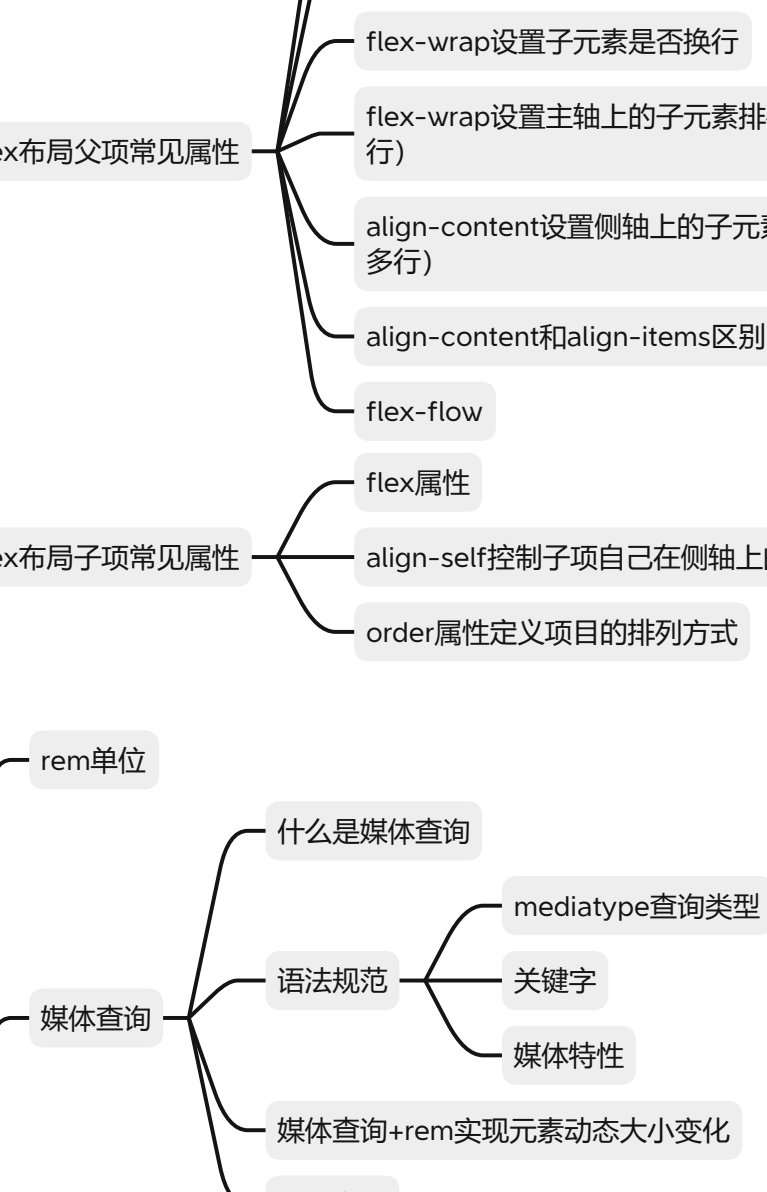 flex-wrap设置子元素是否换行
flex-wrap设置主轴上的子元素排
行）
ex布局父项常见属性
align-content设置侧轴上的子元
多行）
align-content和align-items区别
flex-flow
flex属性
ex布局子项常见属性
align-self控制子项自己在侧轴上
order属性定义项目的排列方式
rem单位
什么是媒体查询
mediatype查询类型
语法规范
关键字
媒体查询
媒体特性
媒体查询+rem实现元素动态大小变化